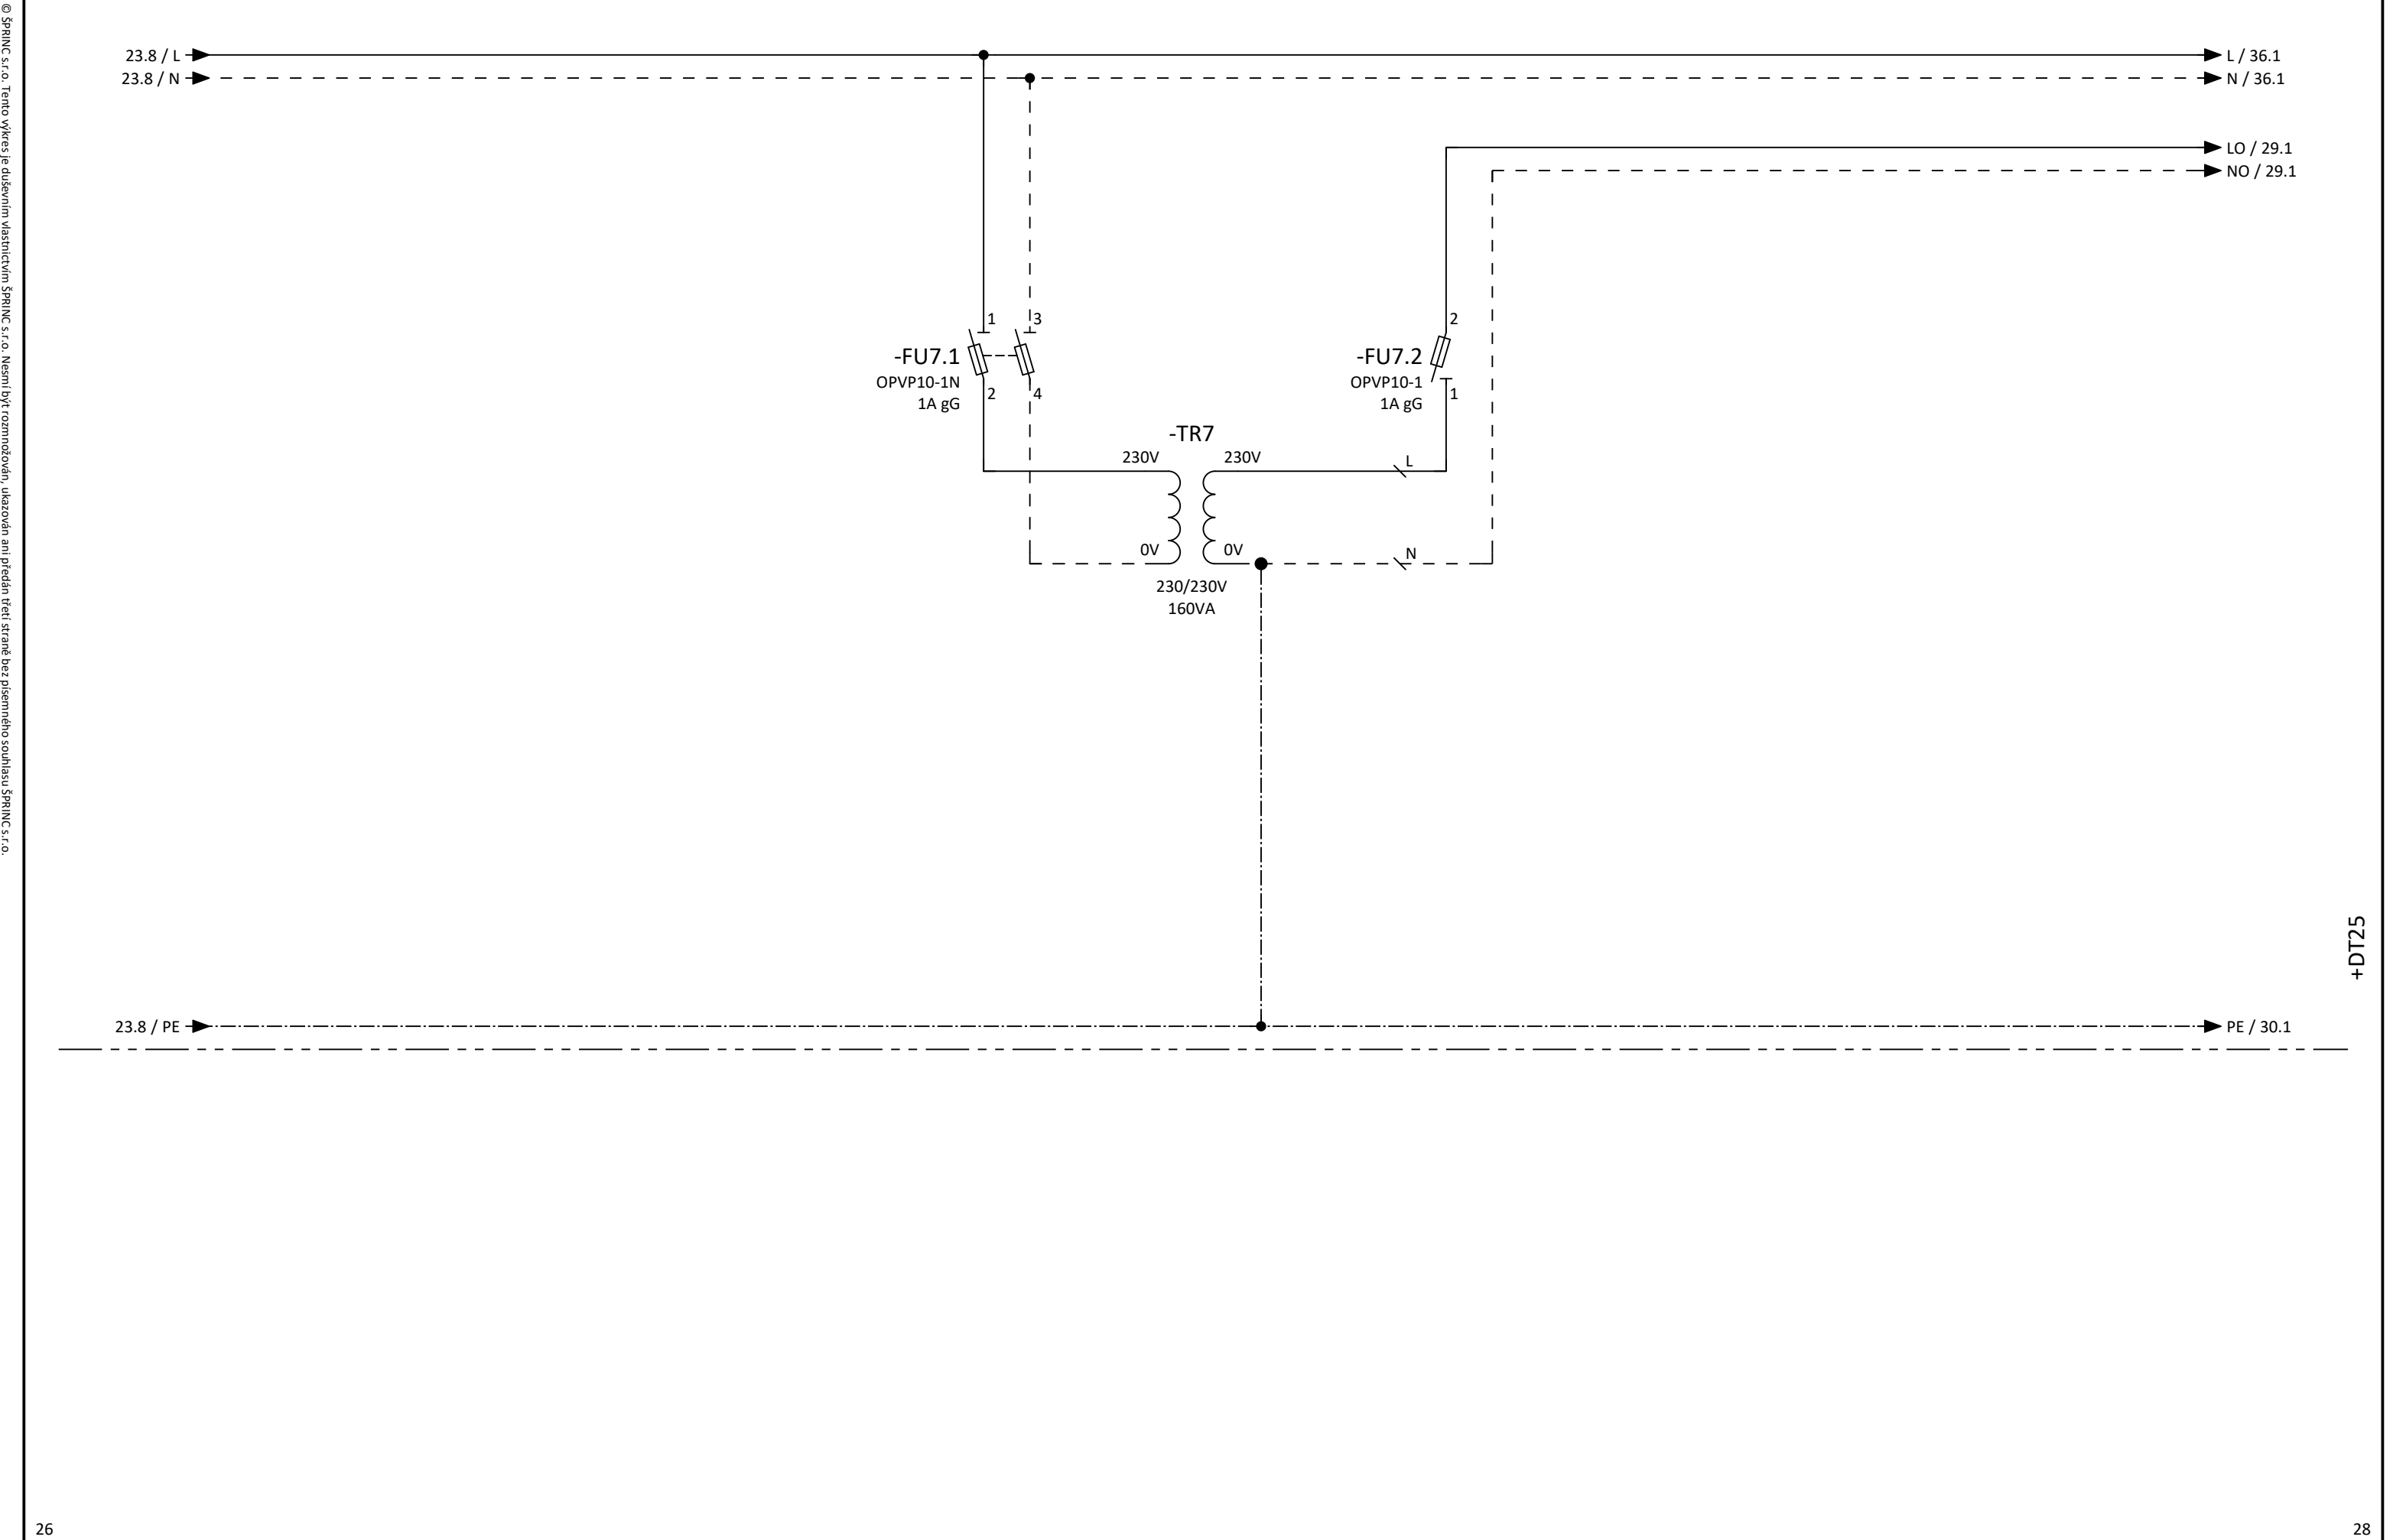 © ŠPRINC s.r.o. Tento výkres je duševním vlastnictvím ŠPRINC s.r.o. Nesmí být rozmnožován, ukazován ani předán třetí straně bez písemného souhlasu ŠPRINC s.r.o.
23.8 / L
L / 36.1
23.8 / N
N / 36.1
LO / 29.1
NO / 29.1
1
3
2
-FU7.1
-FU7.2
OPVP10-1N
OPVP10-1
2
4
1
1A gG
1A gG
-TR7
230V
230V
L
0V
0V
N
230/230V
160VA
+DT25
23.8 / PE
PE / 30.1
26
28